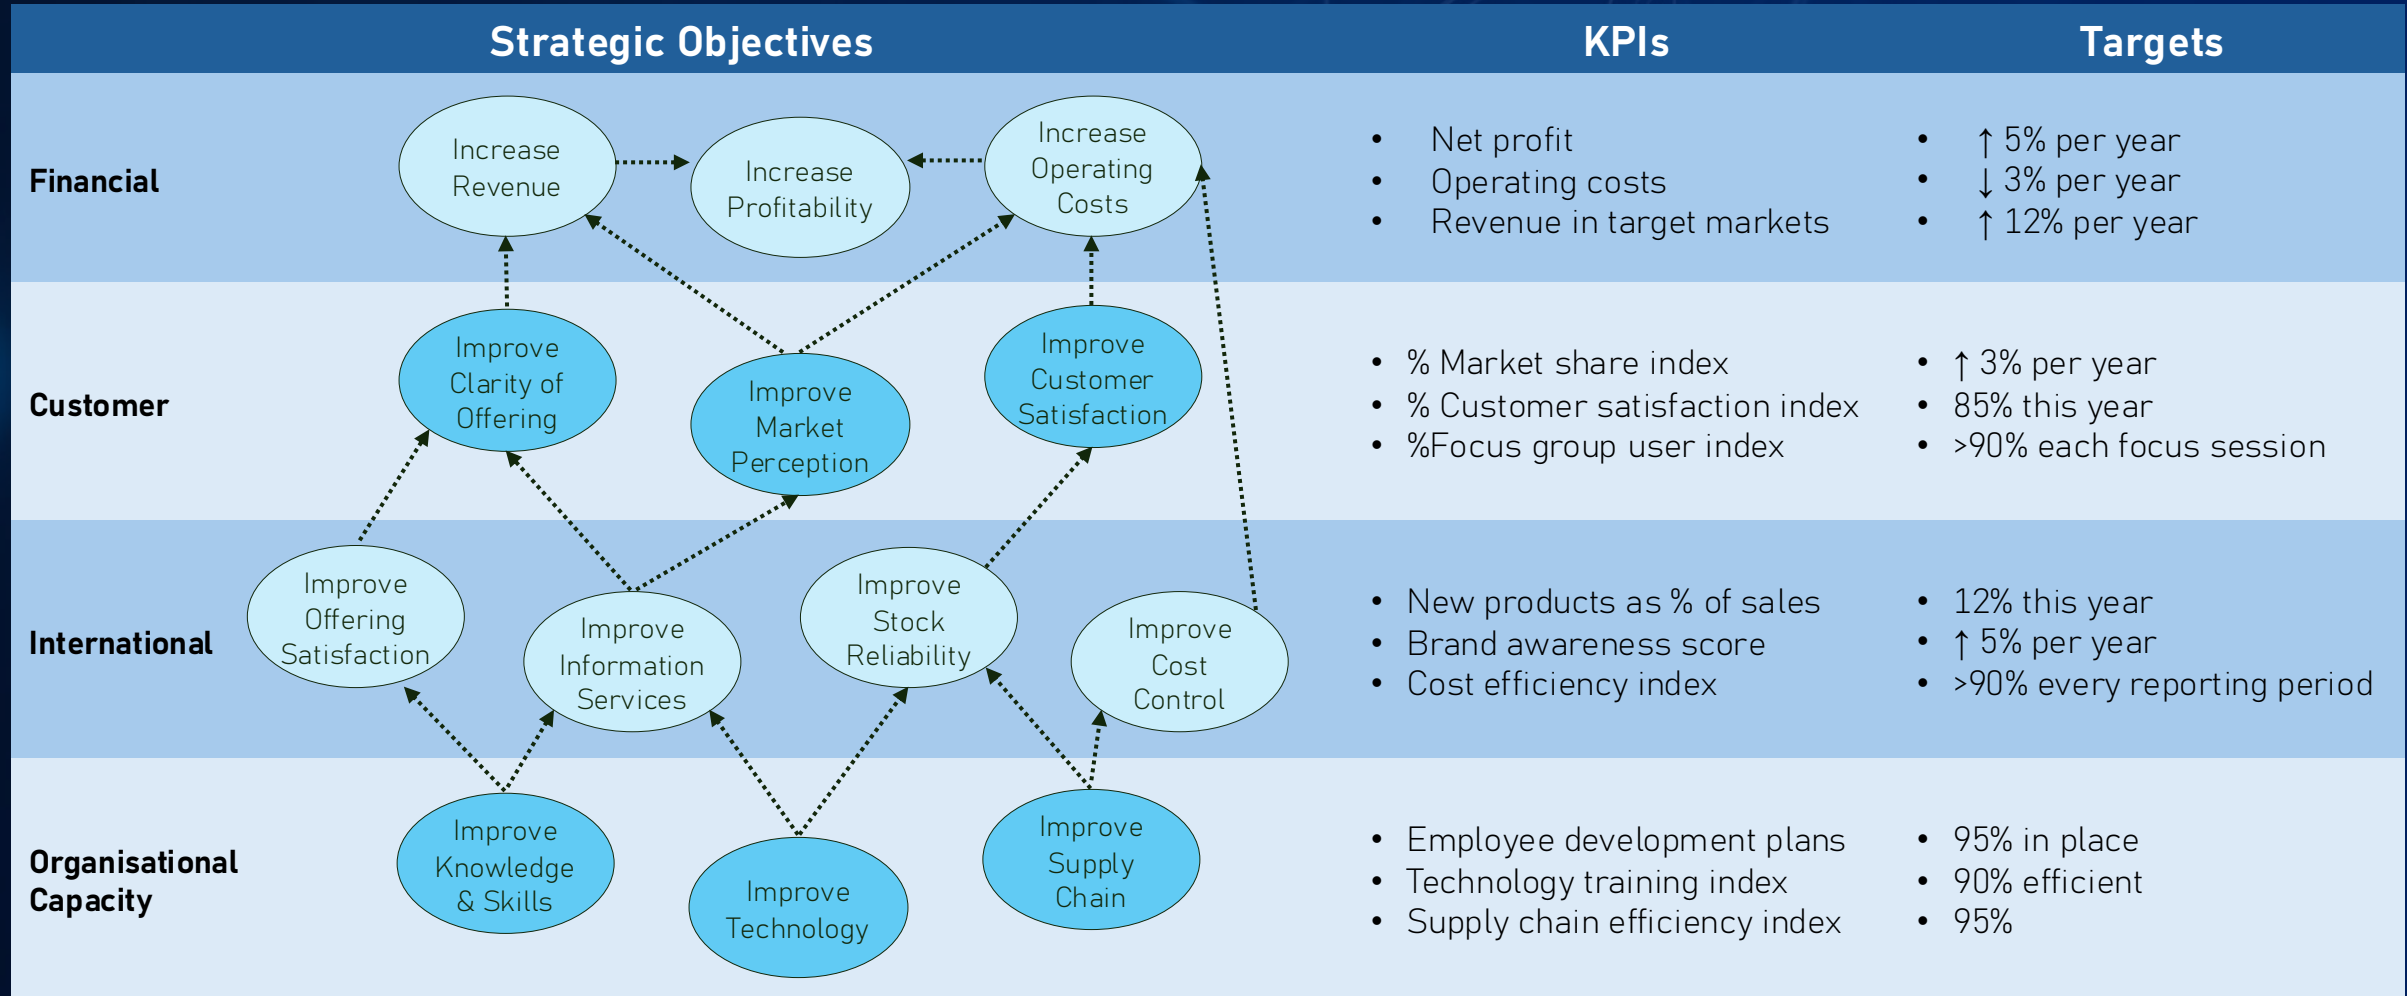 Strategic Objectives KPIs Targets
Financial
Increase
Revenue
Increase
Profitability
Increase
Operating
Costs
• Net profit
• Operating costs
• Revenue in target markets
• ↑ 5% per year
• ↓ 3% per year
• ↑ 12% per year
Customer
Improve
Clarity of
Offering
Improve
Market
Perception
Improve
Customer
Satisfaction
• % Market share index
• % Customer satisfaction index
• %Focus group user index
• ↑ 3% per year
• 85% this year
• >90% each focus session
International
Improve
Offering
Satisfaction
Improve
Information
Services
Improve
Stock
Reliability
Improve
Cost
Control
• New products as % of sales
• Brand awareness score
• Cost efficiency index
• 12% this year
• ↑ 5% per year
• >90% every reporting period
Organisational
Capacity
Improve
Knowledge
& Skills
Improve
Technology
Improve
Supply
Chain
• Employee development plans
• Technology training index
• Supply chain efficiency index
• 95% in place
• 90% efficient
• 95%